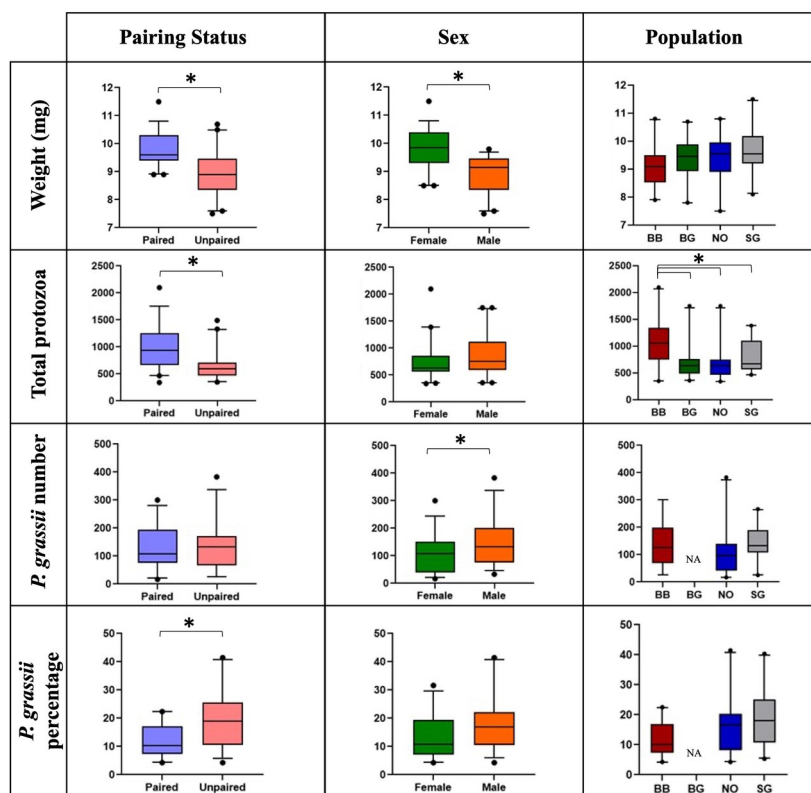 Pairing Status
Sex
Population
Weight (mg)
*
12
11
10
9
8
7
Paired
Unpaired
*
12
11
10
9
8
7
Female
Male
12
11
10
9
8
7
BB
BG
NO
SG
Total protozoa
*
2500
2000
1500
1000
500
0
Paired
Unpaired
2500
2000
1500
1000
500
0
Female
Male
*
2500
2000
1500
1000
500
0
BB
BG
NO
SG
P. grassii number
500
400
300
200
100
0
Paired
Unpaired
*
500
400
300
200
100
0
Female
Male
500
400
300
200
100
0
NA
BB
BG
NO
SG
P. grassii
percentage
*
50
40
30
20
10
0
Paired
Unpaired
50
40
30
20
10
0
Female
Male
50
40
30
20
10
0
NA
BB
BG
NO
SG